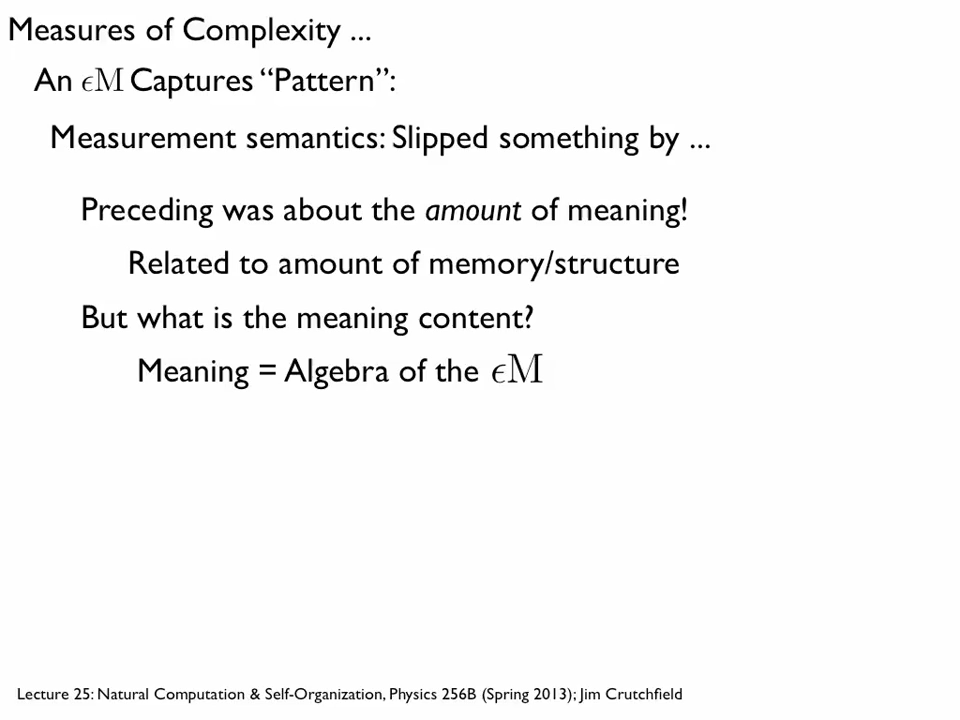 Measures of Complexity ...
An ϵM Captures “Pattern”:
Measurement semantics: Slipped something by ...
Preceding was about the amount of meaning!
Related to amount of memory/structure
But what is the meaning content?
Meaning = Algebra of the ϵM
Lecture 25: Natural Computation & Self-Organization, Physics 256B (Spring 2013); Jim Crutchfield